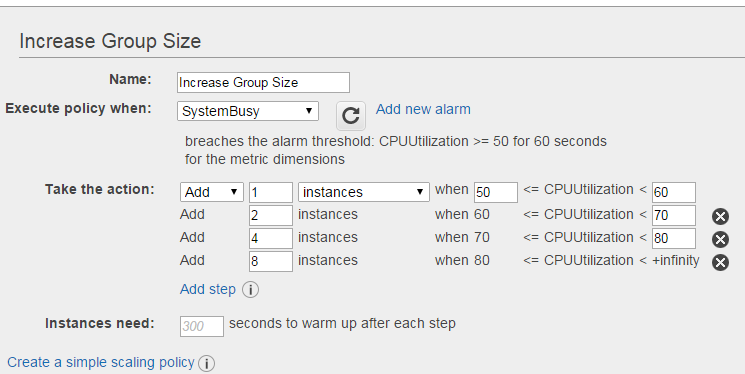 Increase Group Size
Name: Increase Group Size
Execute policy when: SystemBusy Add new alarm
breaches the alarm threshold: CPUUtilization >= 50 for 60 seconds
for the metric dimensions
Take the action: Add 1 instances when 50 <= CPUUtilization < 60
Add 2 instances when 60 <= CPUUtilization < 70
Add 4 instances when 70 <= CPUUtilization < 80
Add 8 instances when 80 <= CPUUtilization < +infinity
Add step i
Instances need: 300 seconds to warm up after each step
Create a simple scaling policy i